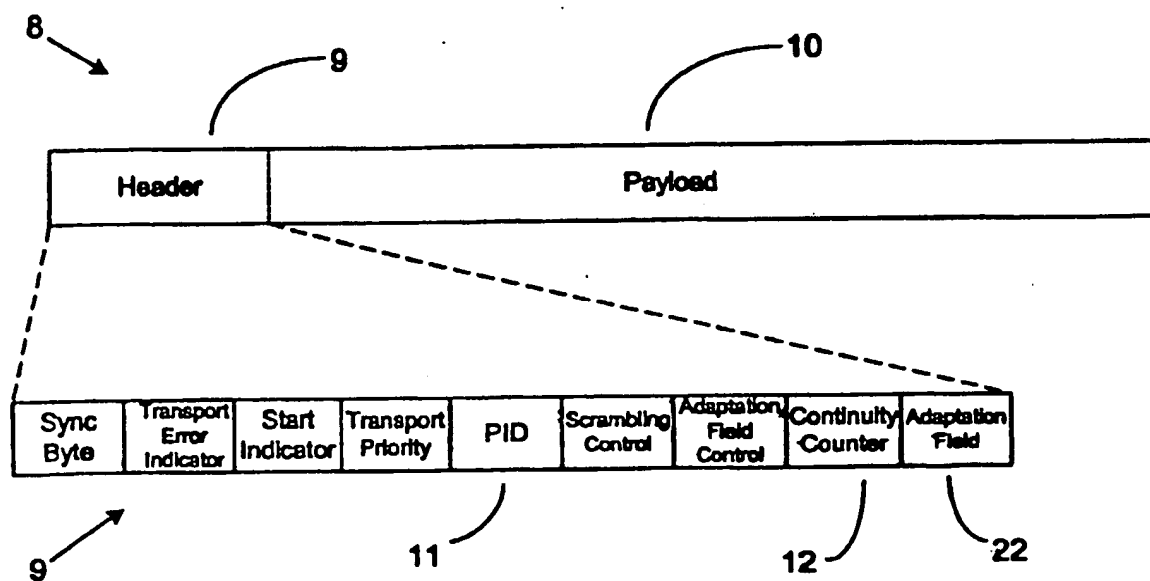 8
9
10
Header
Payload
Sync
Byte
Transport
Error
Indicator
Start
Indicator
Transport
Priority
PID
Scrambling
Control
Adaptation
Field
Control
Continuity
Counter
Adaptation
Field
9
11
12
22